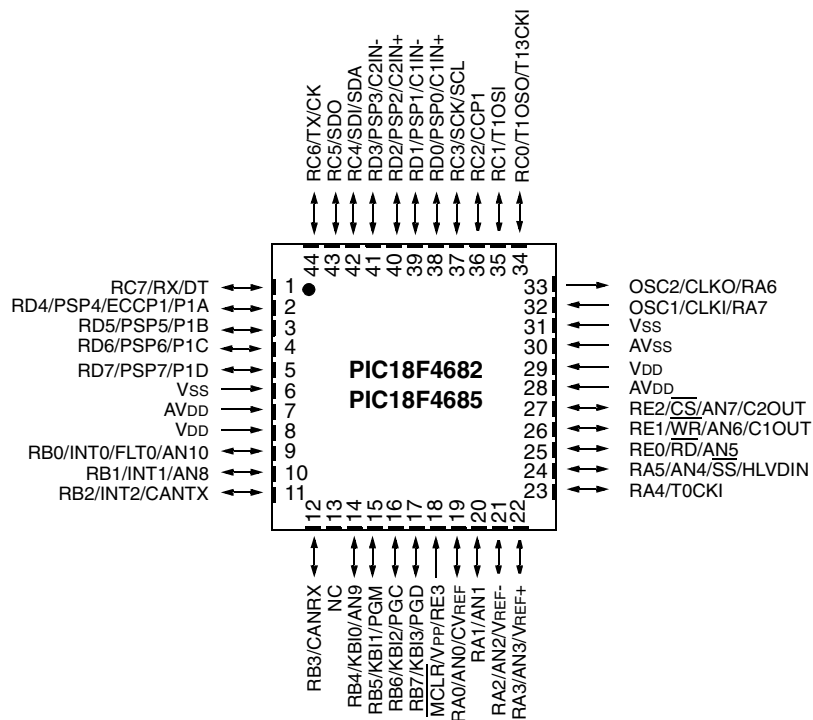 RC6/TX/CK
RC5/SDO
RC4/SDI/SDA
RD3/PSP3/C2IN-
RD2/PSP2/C2IN+
RD1/PSP1/C1IN-
RD0/PSP0/C1IN+
RC3/SCK/SCL
RC2/CCP1
RC1/T1OSI
RC0/T1OSO/T13CKI
44
43
42
41
40
39
38
37
36
35
34
RC7/RX/DT 1
RD4/PSP4/ECCP1/P1A 2
RD5/PSP5/P1B 3
RD6/PSP6/P1C 4
RD7/PSP7/P1D 5
VSS 6
AVDD 7
VDD 8
RB0/INT0/FLT0/AN10 9
RB1/INT1/AN8 10
RB2/INT2/CANTX 11
PIC18F4682
PIC18F4685
33 OSC2/CLKO/RA6
32 OSC1/CLKI/RA7
31 VSS
30 AVSS
29 VDD
28 AVDD
27 RE2/CS/AN7/C2OUT
26 RE1/WR/AN6/C1OUT
25 RE0/RD/AN5
24 RA5/AN4/SS/HLVDIN
23 RA4/T0CKI
12
13
14
15
16
17
18
19
20
21
22
RB3/CANRX
NC
RB4/KBI0/AN9
RB5/KBI1/PGM
RB6/KBI2/PGC
RB7/KBI3/PGD
MCLR/VPP/RE3
RA0/AN0/CVREF
RA1/AN1
RA2/AN2/VREF-
RA3/AN3/VREF+